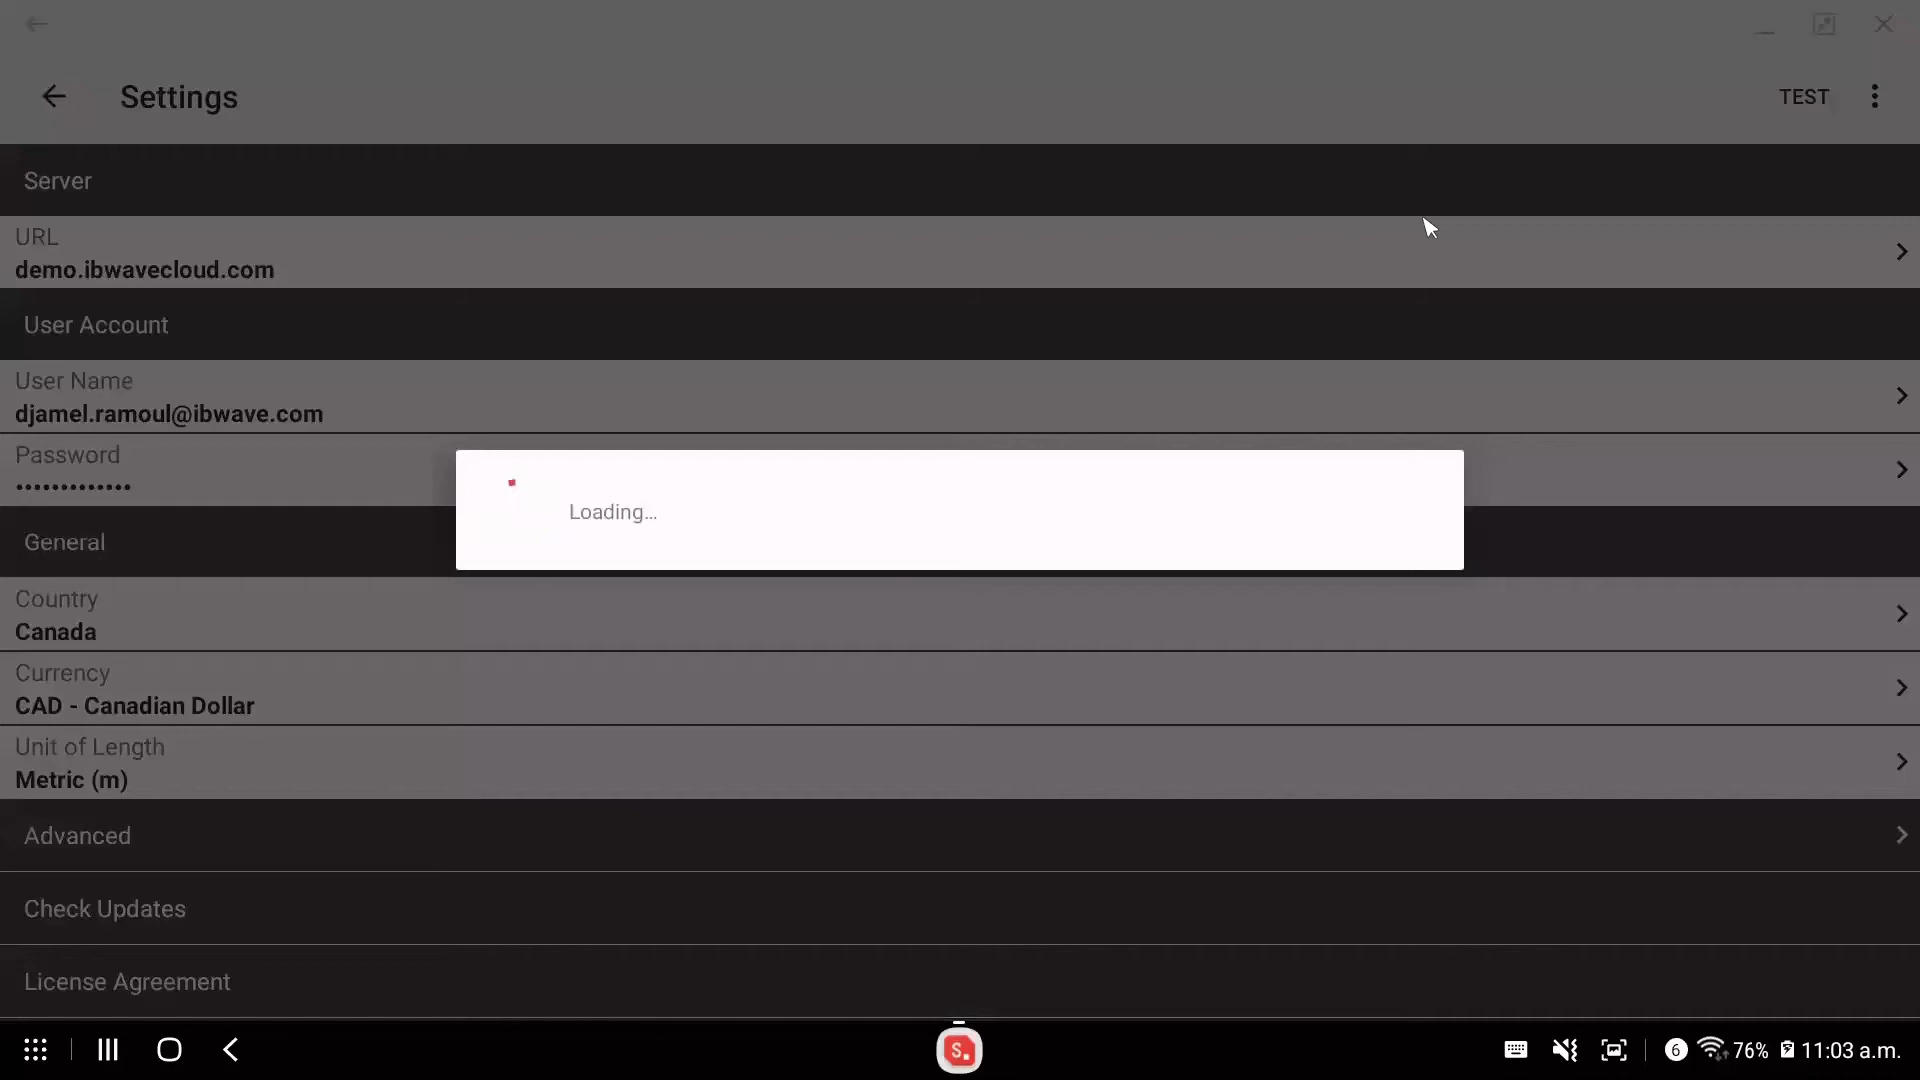 Settings
TEST
Server
URL
demo.ibwavecloud.com
User Account
User Name
djamel.ramoul@ibwave.com
Password
•••••••••••••
Loading...
General
Country
Canada
Currency
CAD - Canadian Dollar
Unit of Length
Metric (m)
Advanced
Check Updates
License Agreement
S.
6 76% 11:03 a.m.